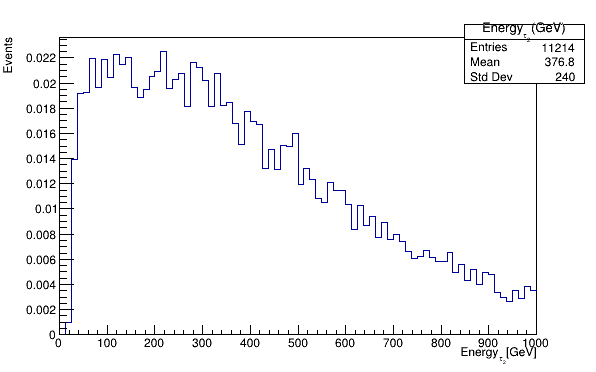 Energy_τ₂(GeV)
Entries 11214
Mean 376.8
Std Dev 240
Events
0.022
0.02
0.018
0.016
0.014
0.012
0.01
0.008
0.006
0.004
0.002
0
0 100 200 300 400 500 600 700 800 900 1000
Energy_τ₂[GeV]